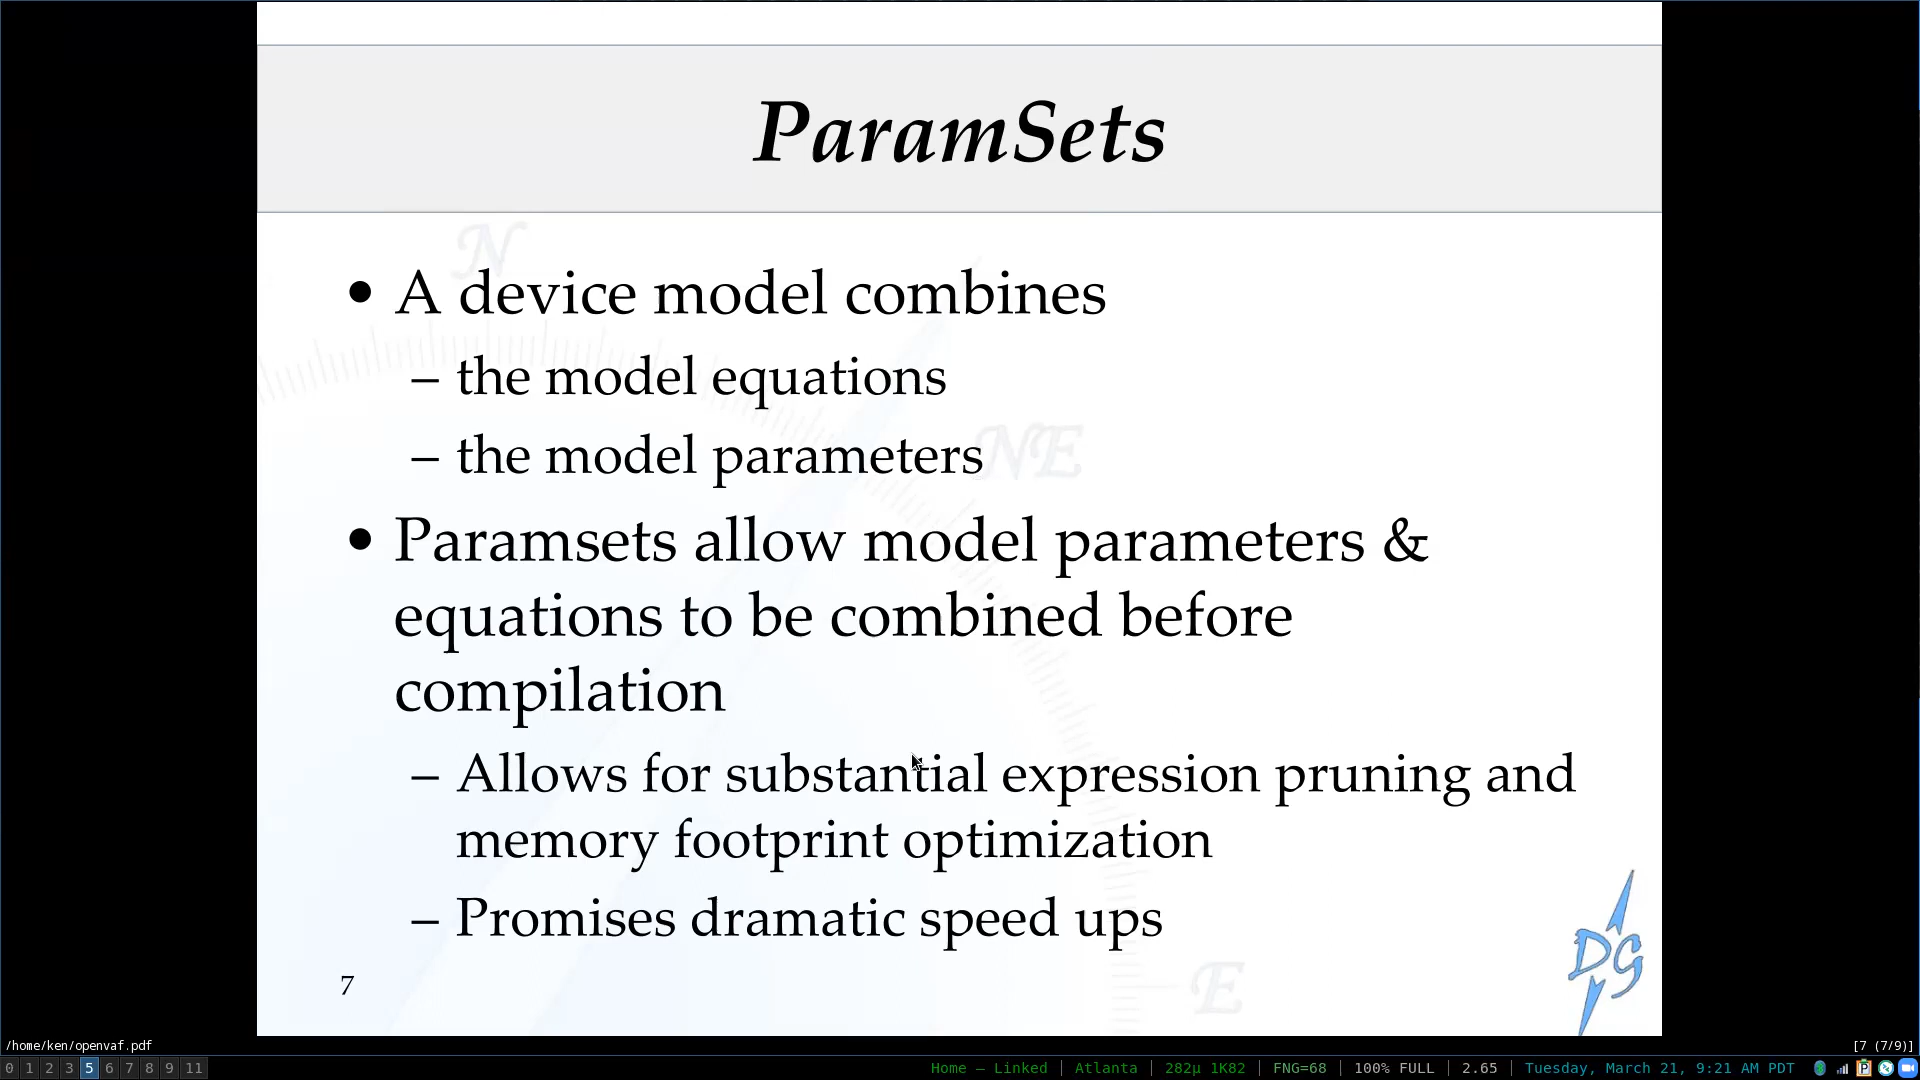 ParamSets
N
• A device model combines
– the model equations
NE
– the model parameters
• Paramsets allow model parameters &
equations to be combined before
compilation
– Allows for substantial expression pruning and
memory footprint optimization
– Promises dramatic speed ups
DG
7
E
/home/ken/openvaf.pdf
[7 (7/9)]
0 1 2 3 5 6 7 8 9 11
Home – Linked | Atlanta | 282µ 1K82 | FNG=68 | 100% FULL | 2.65 | Tuesday, March 21, 9:21 AM PDT